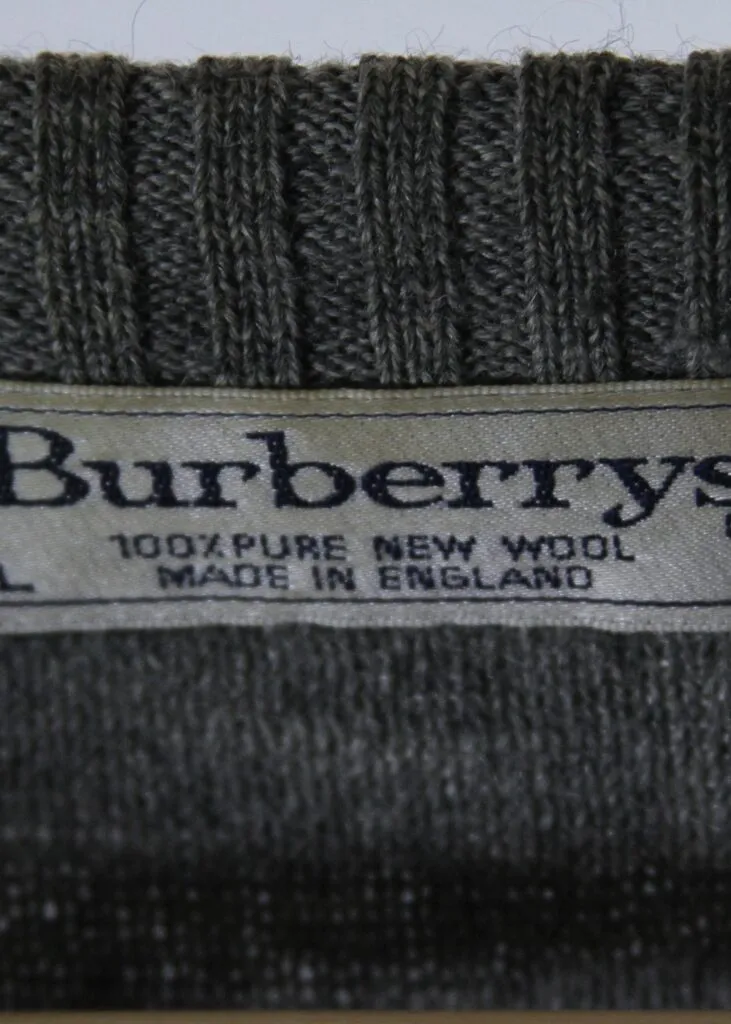 Burberrys
100% PURE NEW WOOL
L
MADE IN ENGLAND